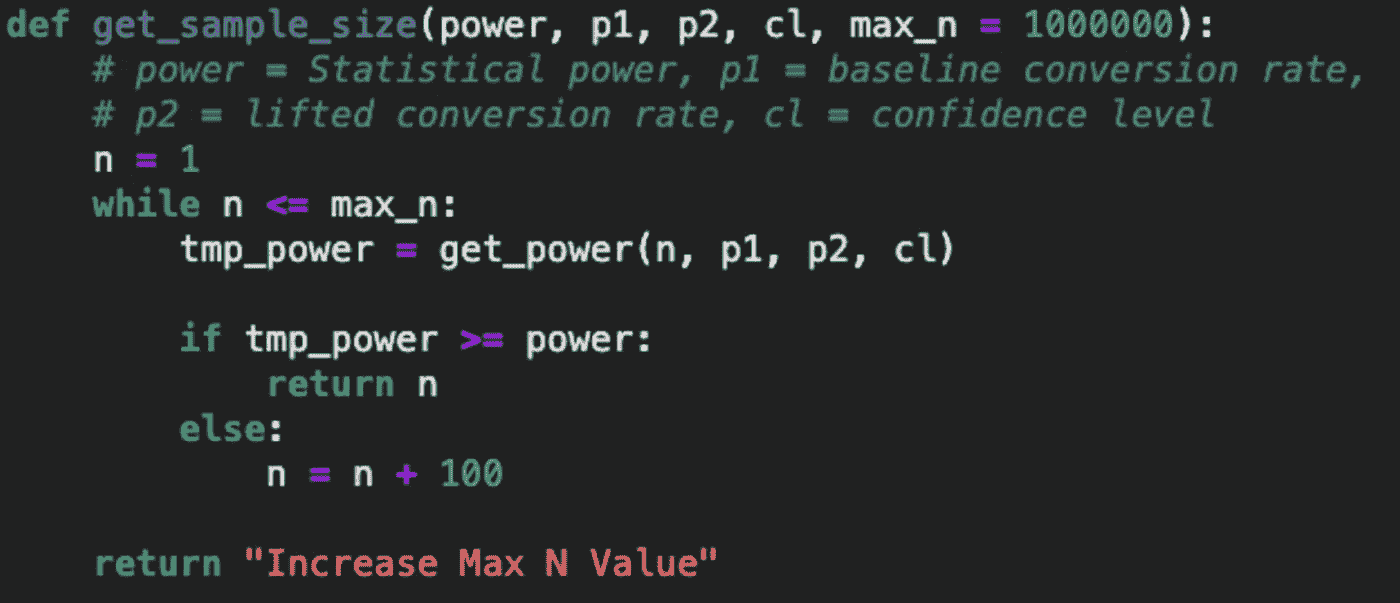 def get_sample_size(power, p1, p2, cl, max_n = 1000000):
    # power = Statistical power, p1 = baseline conversion rate,
    # p2 = lifted conversion rate, cl = confidence level
    n = 1
    while n <= max_n:
        tmp_power = get_power(n, p1, p2, cl)
        if tmp_power >= power:
            return n
        else:
            n = n + 100
    return "Increase Max N Value"